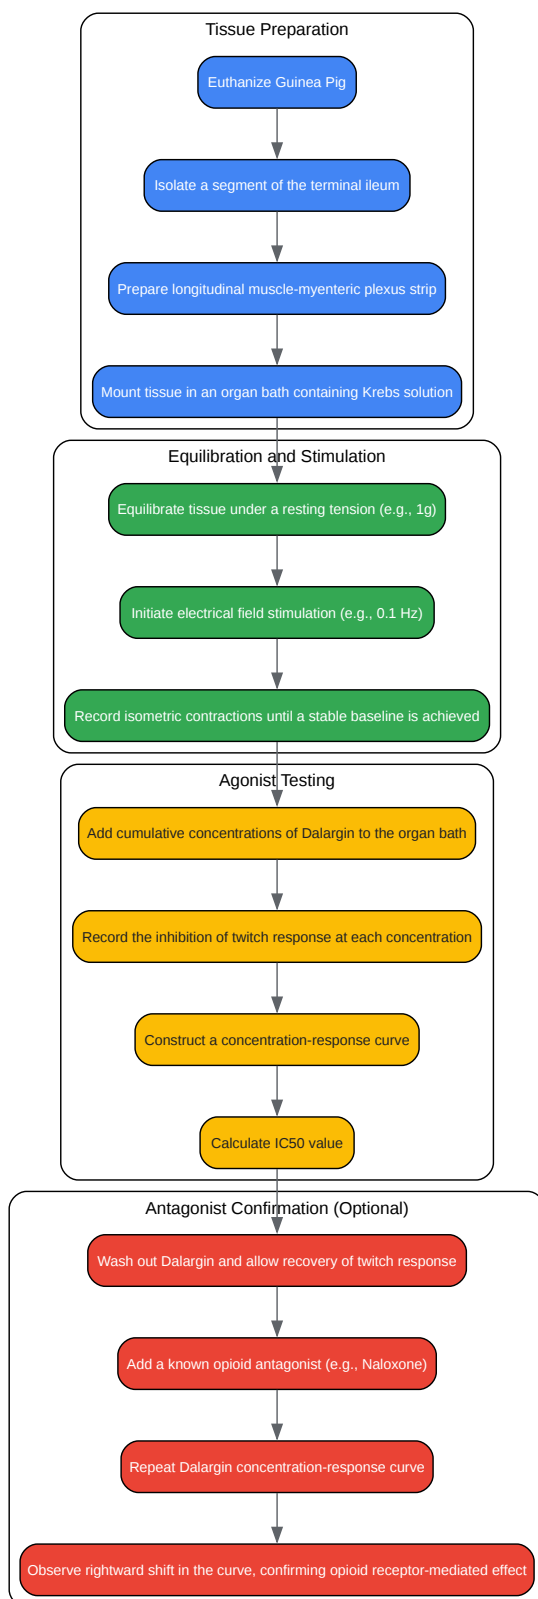 Tissue Preparation
Euthanize Guinea Pig
Isolate a segment of the terminal ileum
Prepare longitudinal muscle-myenteric plexus strip
Mount tissue in an organ bath containing Krebs solution
Equilibration and Stimulation
Equilibrate tissue under a resting tension (e.g., 1g)
Initiate electrical field stimulation (e.g., 0.1 Hz)
Record isometric contractions until a stable baseline is achieved
Agonist Testing
Add cumulative concentrations of Dalargin to the organ bath
Record the inhibition of twitch response at each concentration
Construct a concentration-response curve
Calculate IC50 value
Antagonist Confirmation (Optional)
Wash out Dalargin and allow recovery of twitch response
Add a known opioid antagonist (e.g., Naloxone)
Repeat Dalargin concentration-response curve
Observe rightward shift in the curve, confirming opioid receptor-mediated effect